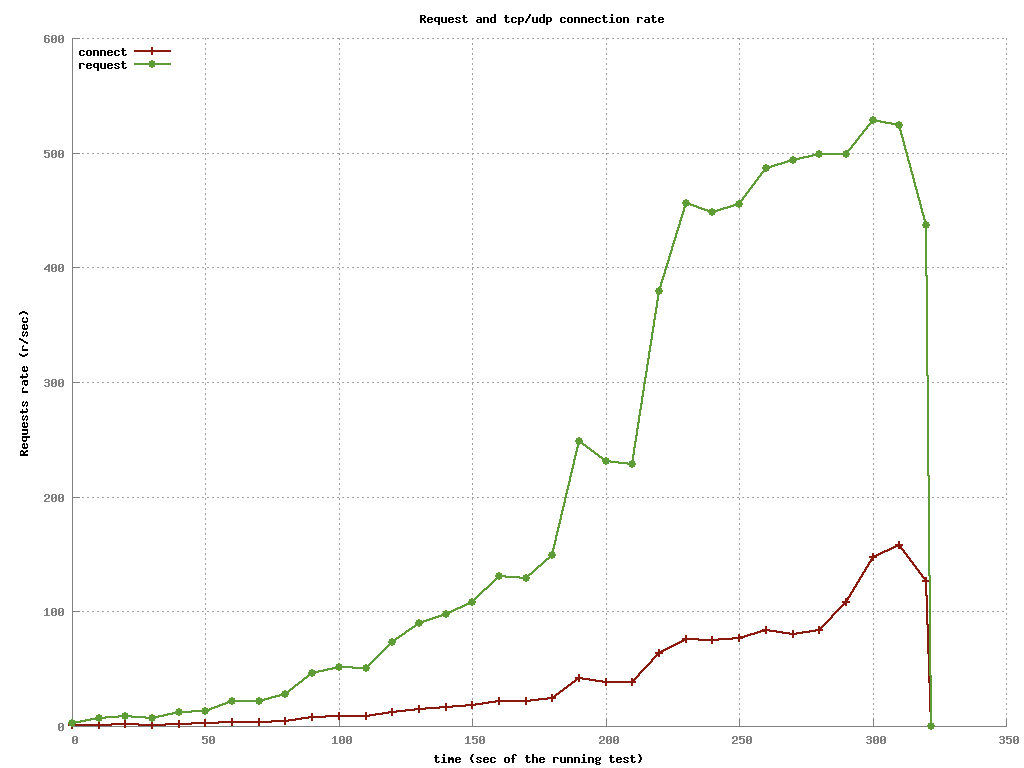 Request and tcp/udp connection rate
connect
request
600
500
400
300
200
100
0
Requests rate (r/sec)
0 50 100 150 200 250 300 350
time (sec of the running test)